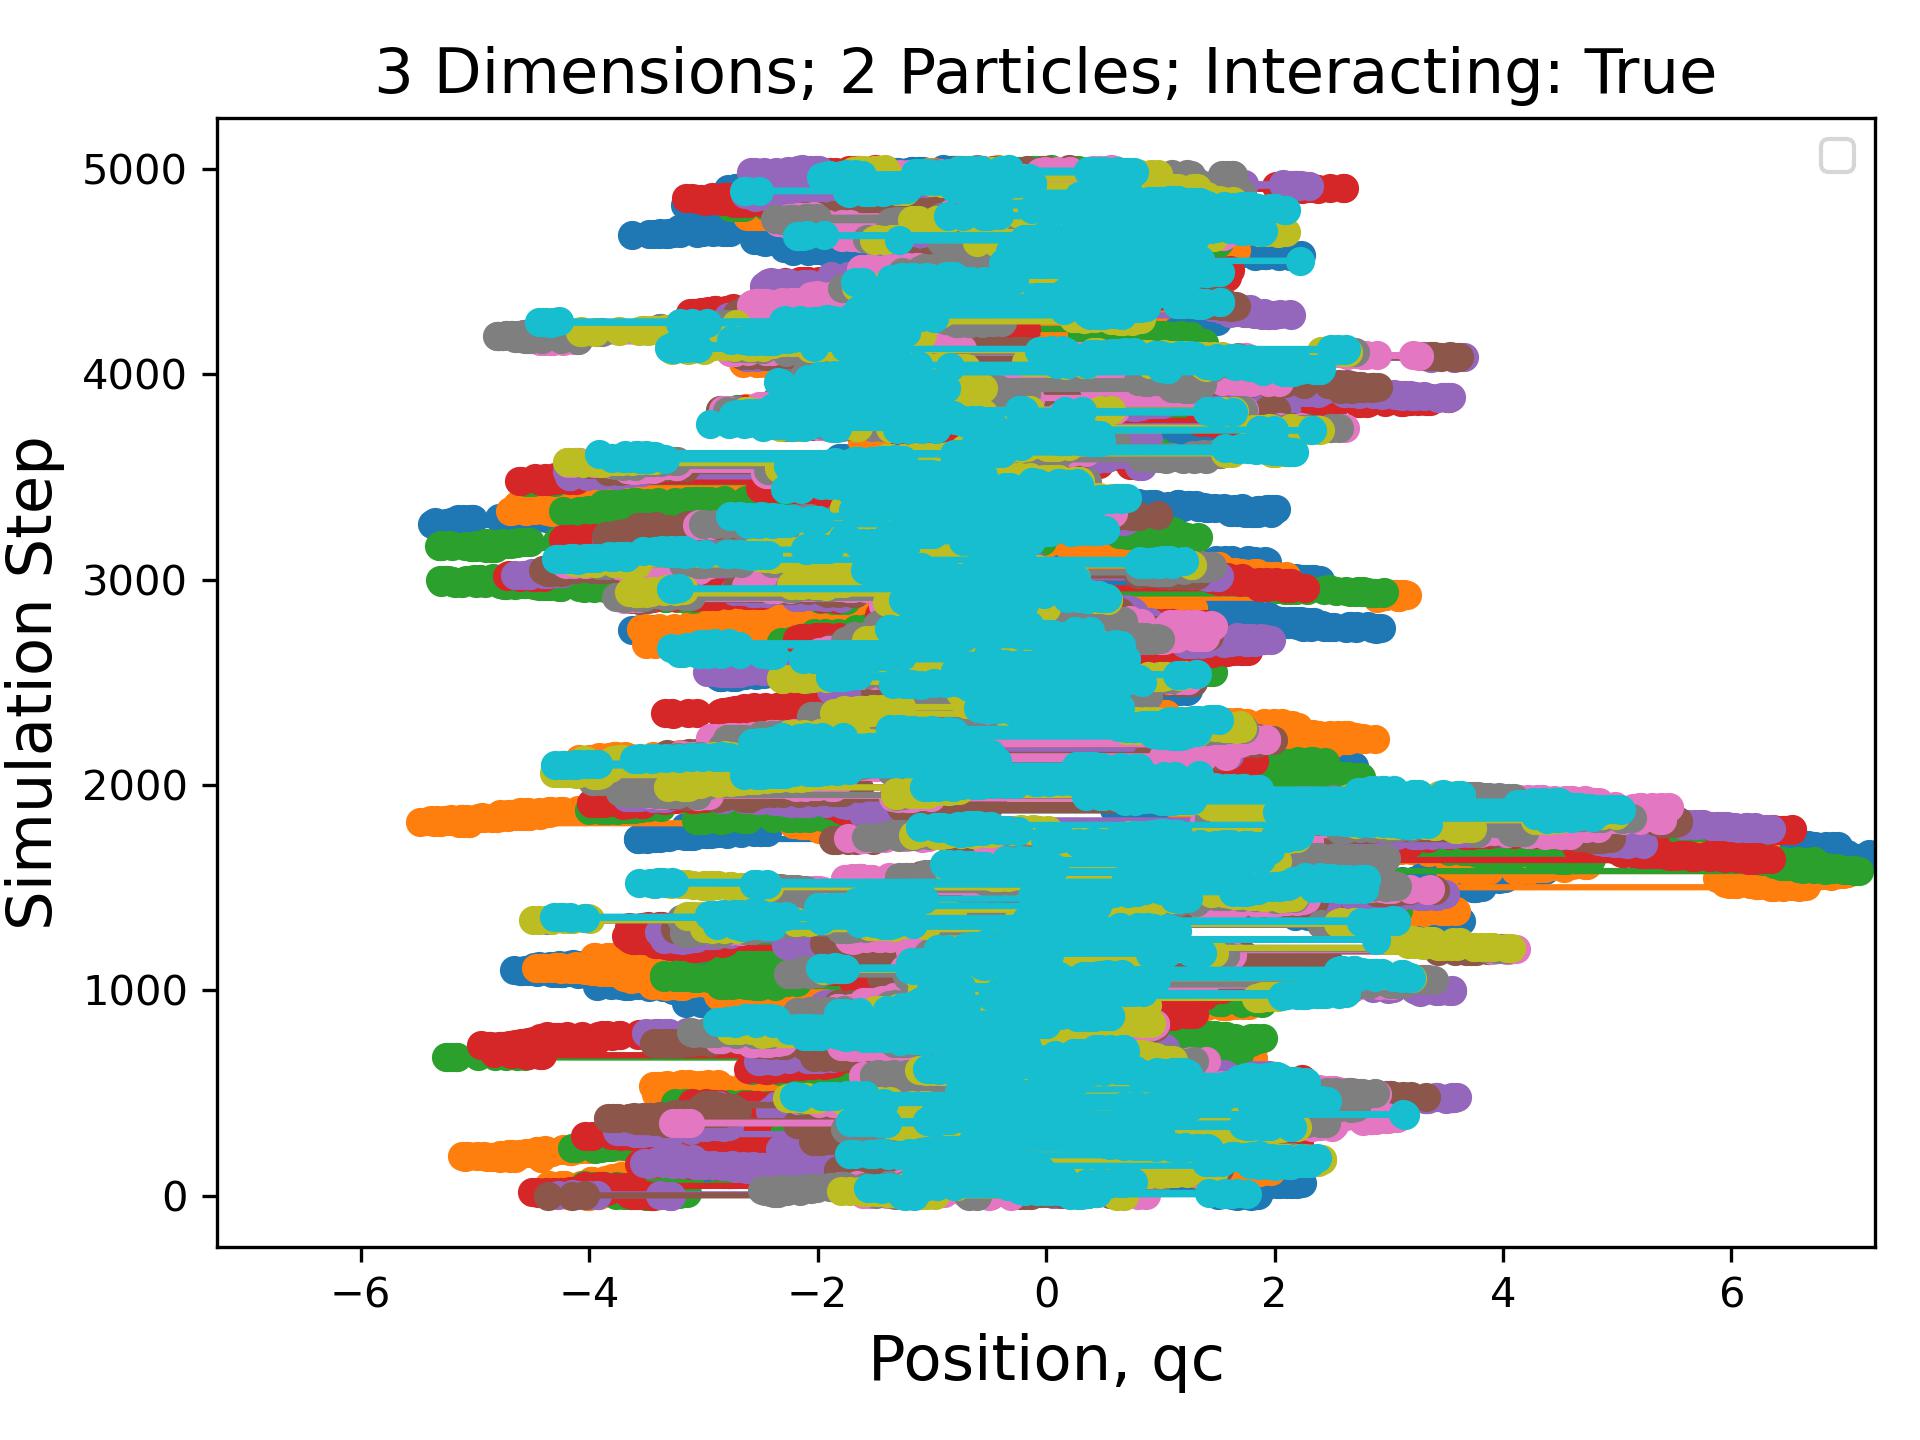 3 Dimensions; 2 Particles; Interacting: True
Simulation Step
5000
4000
3000
2000
1000
0
−6 −4 −2 0 2 4 6
Position, qc